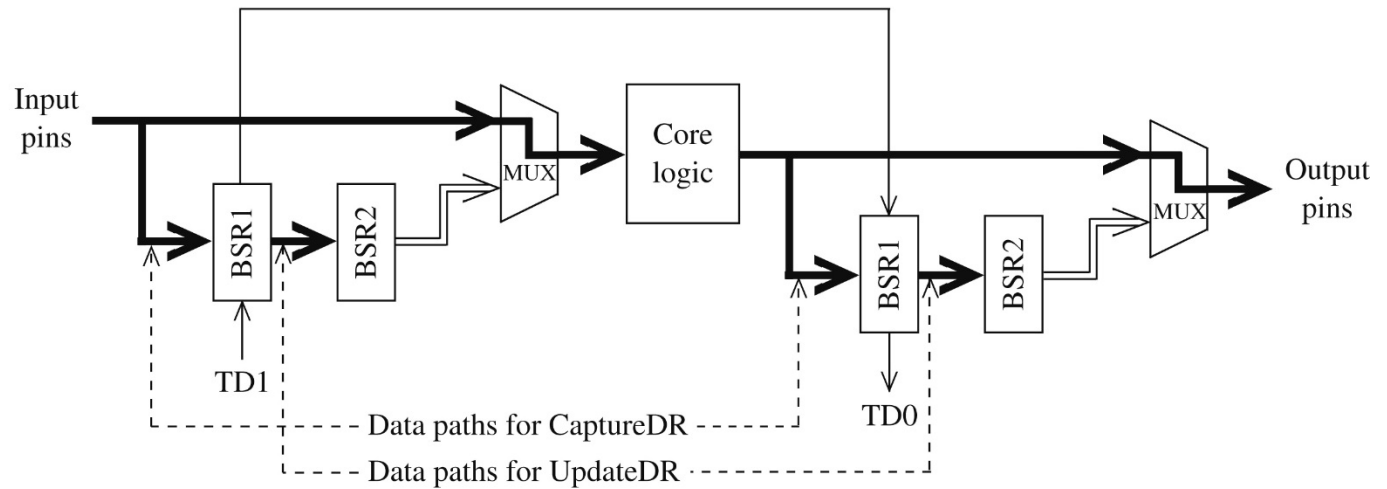 Input
pins
BSR1
BSR2
MUX
Core
logic
TD1
BSR1
BSR2
MUX
Output
pins
TD0
Data paths for CaptureDR
Data paths for UpdateDR